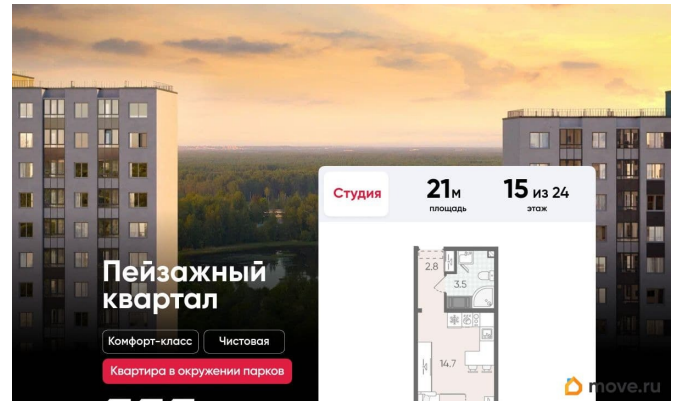 Студия
21м
площадь
15 из 24
этаж
2,8
3.5
14,7
Пейзажный
квартал
Комфорт-класс
Чистовая
Квартира в окружении парков
move.ru